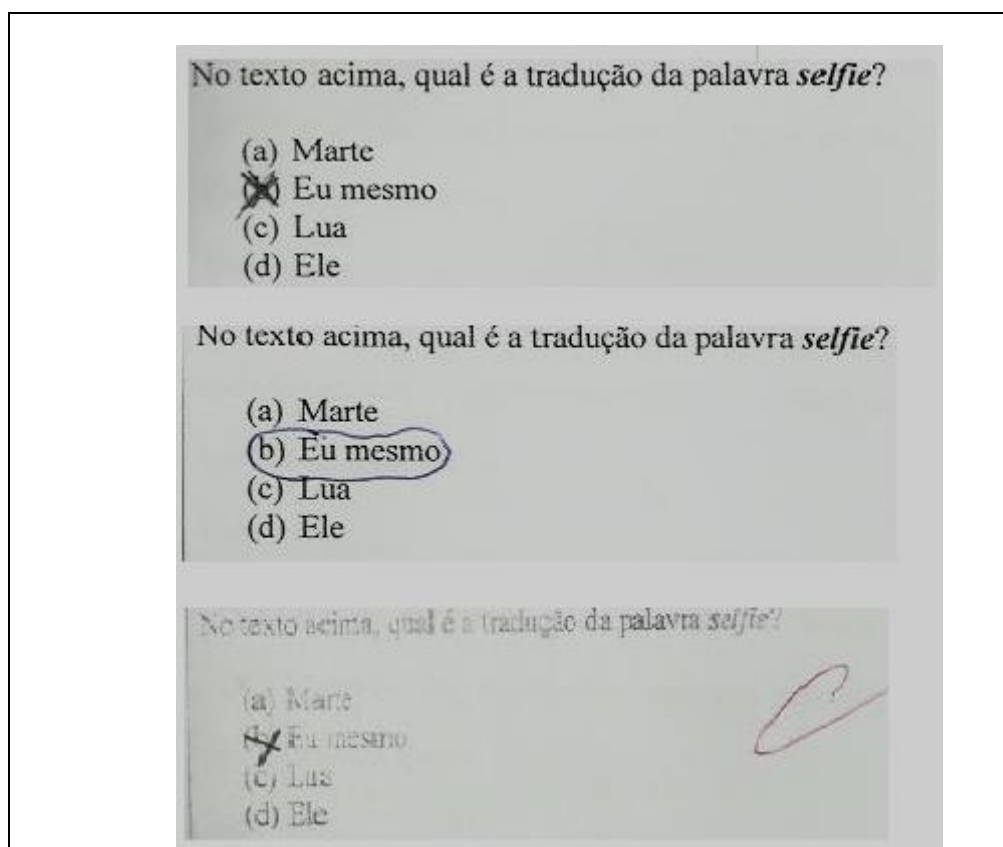 No texto acima, qual é a tradução da palavra selfie?
(a) Marte
Eu mesmo
(c) Lua
(d) Ele
No texto acima, qual é a tradução da palavra selfie?
(a) Marte
(b) Eu mesmo
(c) Lua
(d) Ele
No texto acima, qual é a tradução da palavra selfie?
(a) Marte
(b) Eu mesmo
(c) Lua
(d) Ele